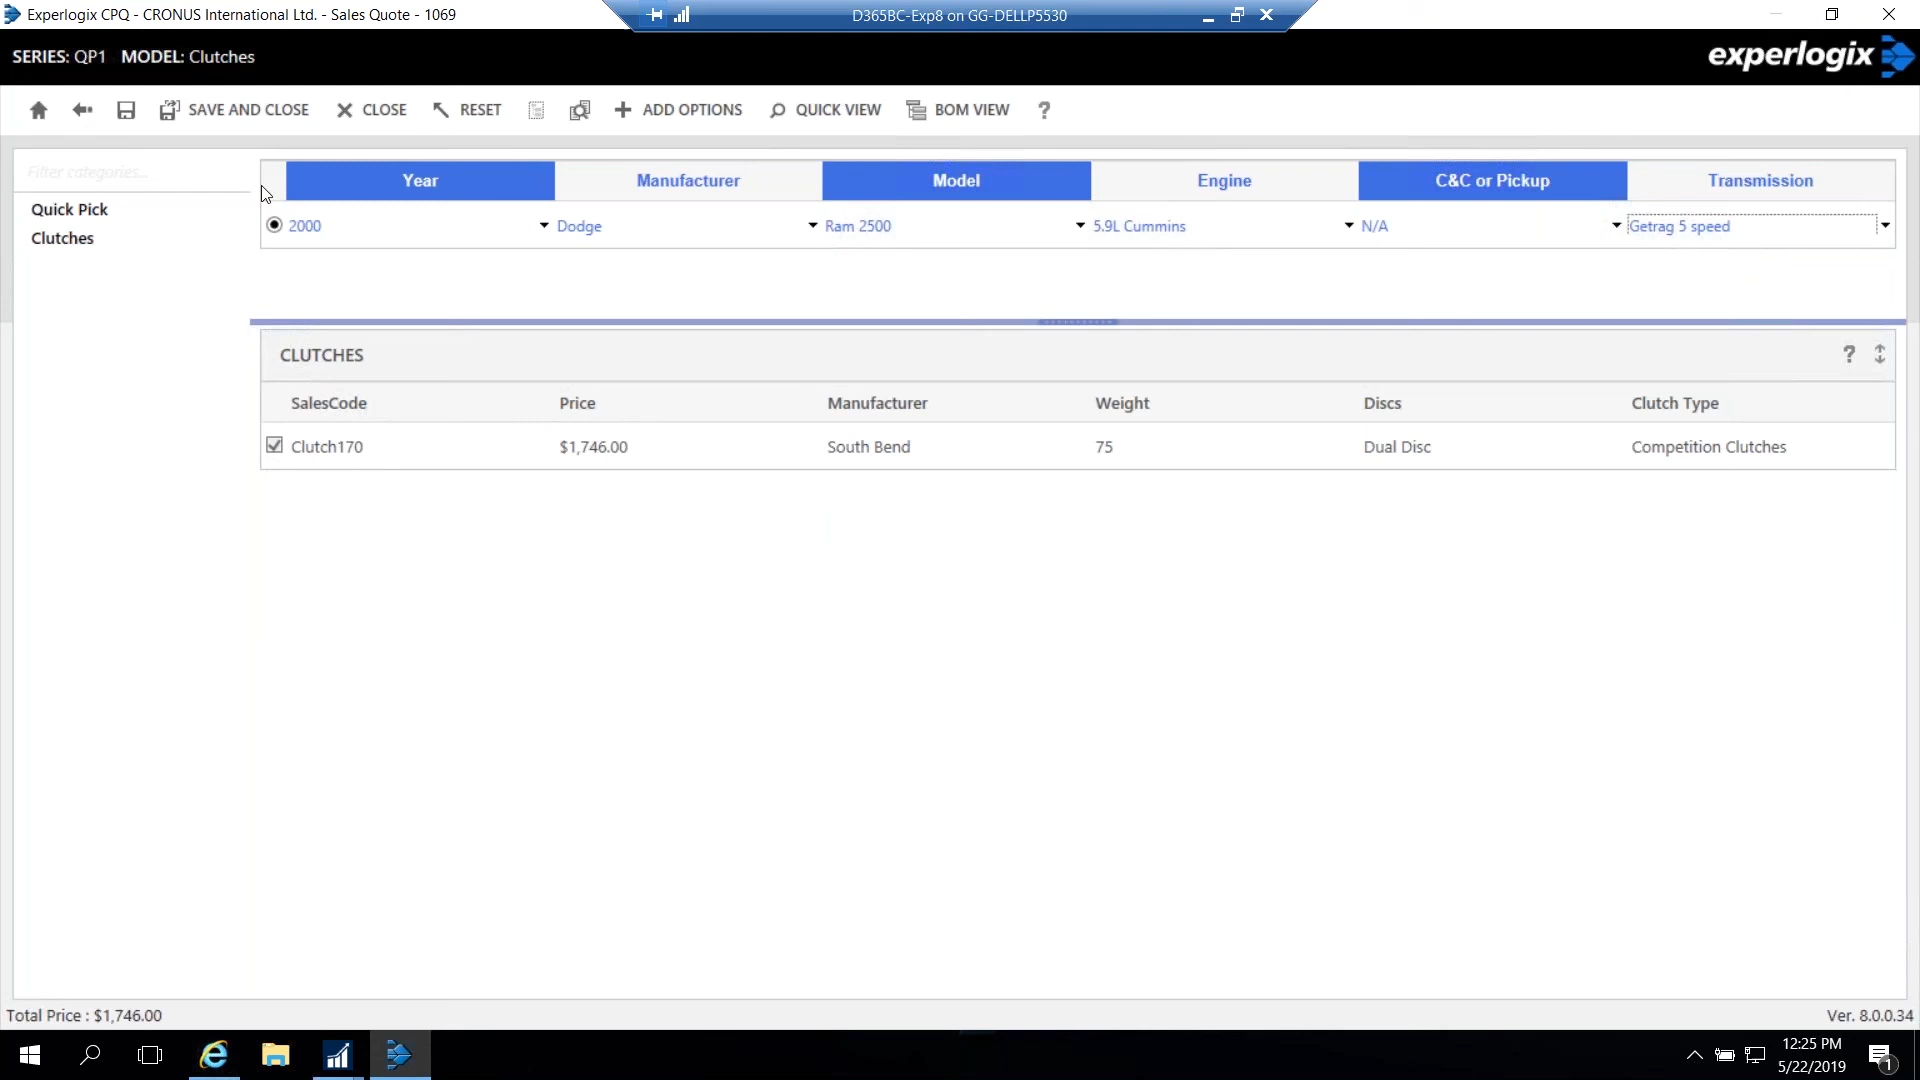 Experlogix CPQ - CRONUS International Ltd. - Sales Quote - 1069
D365BC-Exp8 on GG-DELLP5530
SERIES: QP1 MODEL: Clutches
experlogix
SAVE AND CLOSE CLOSE RESET ADD OPTIONS QUICK VIEW BOM VIEW ?
Filter categories...
Quick Pick
Clutches
Year Manufacturer Model Engine C&C or Pickup Transmission
2000 Dodge Ram 2500 5.9L Cummins N/A Getrag 5 speed
CLUTCHES ?
SalesCode Price Manufacturer Weight Discs Clutch Type
Clutch170 $1,746.00 South Bend 75 Dual Disc Competition Clutches
Total Price : $1,746.00
Ver. 8.0.0.34
12:25 PM
5/22/2019
1